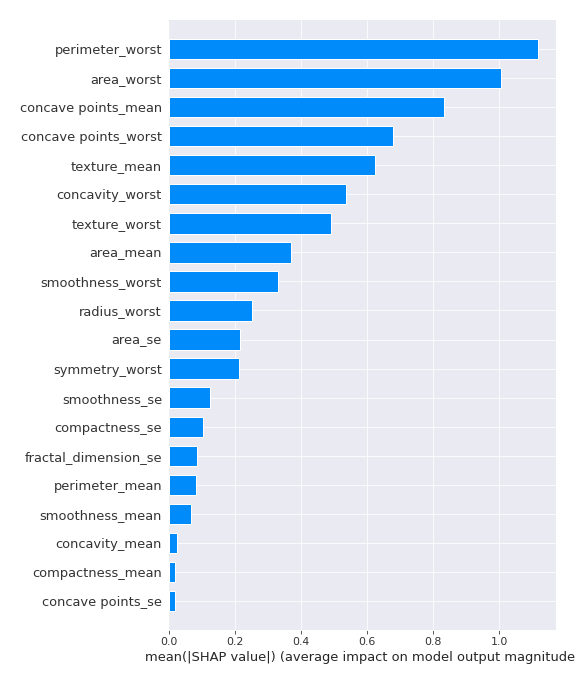 perimeter_worst
area_worst
concave points_mean
concave points_worst
texture_mean
concavity_worst
texture_worst
area_mean
smoothness_worst
radius_worst
area_se
symmetry_worst
smoothness_se
compactness_se
fractal_dimension_se
perimeter_mean
smoothness_mean
concavity_mean
compactness_mean
concave points_se
0.0 0.2 0.4 0.6 0.8 1.0
mean(|SHAP value|) (average impact on model output magnitude